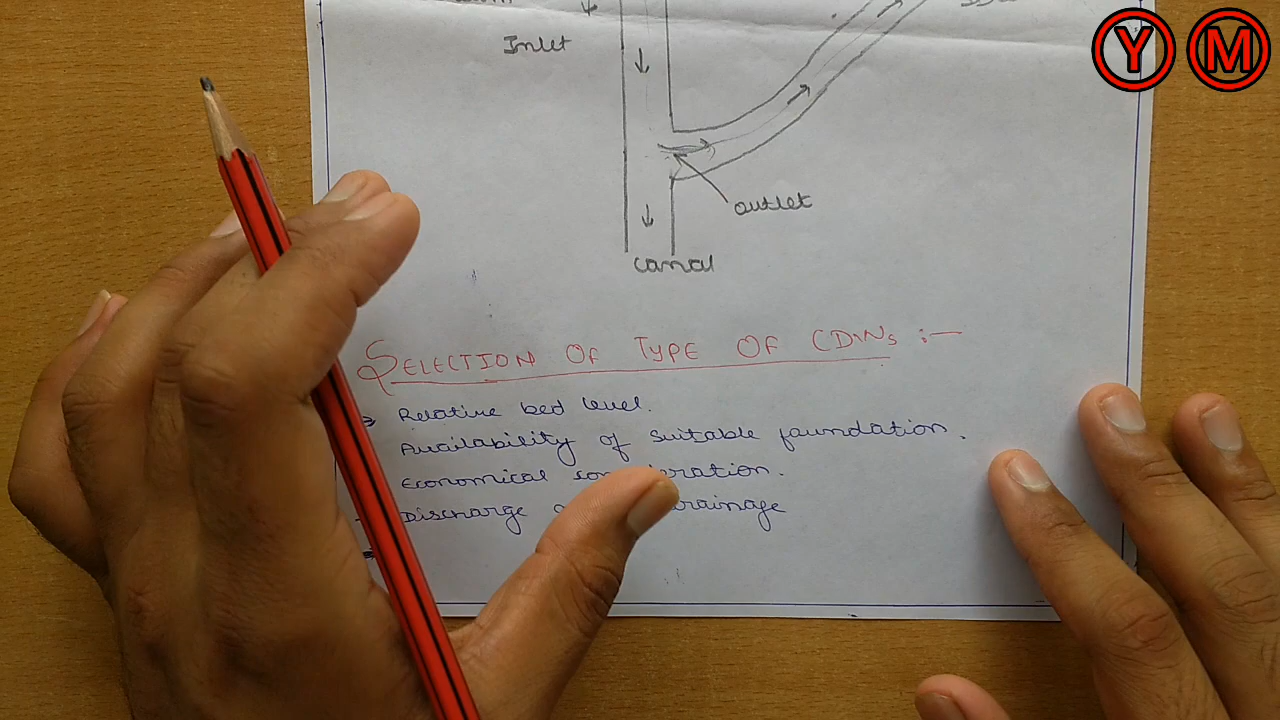 Y M
Inlet
outlet
canal
SELECTION OF TYPE OF CDWs :-
Relative bed level.
Availability of suitable foundation.
Economical
Discharge